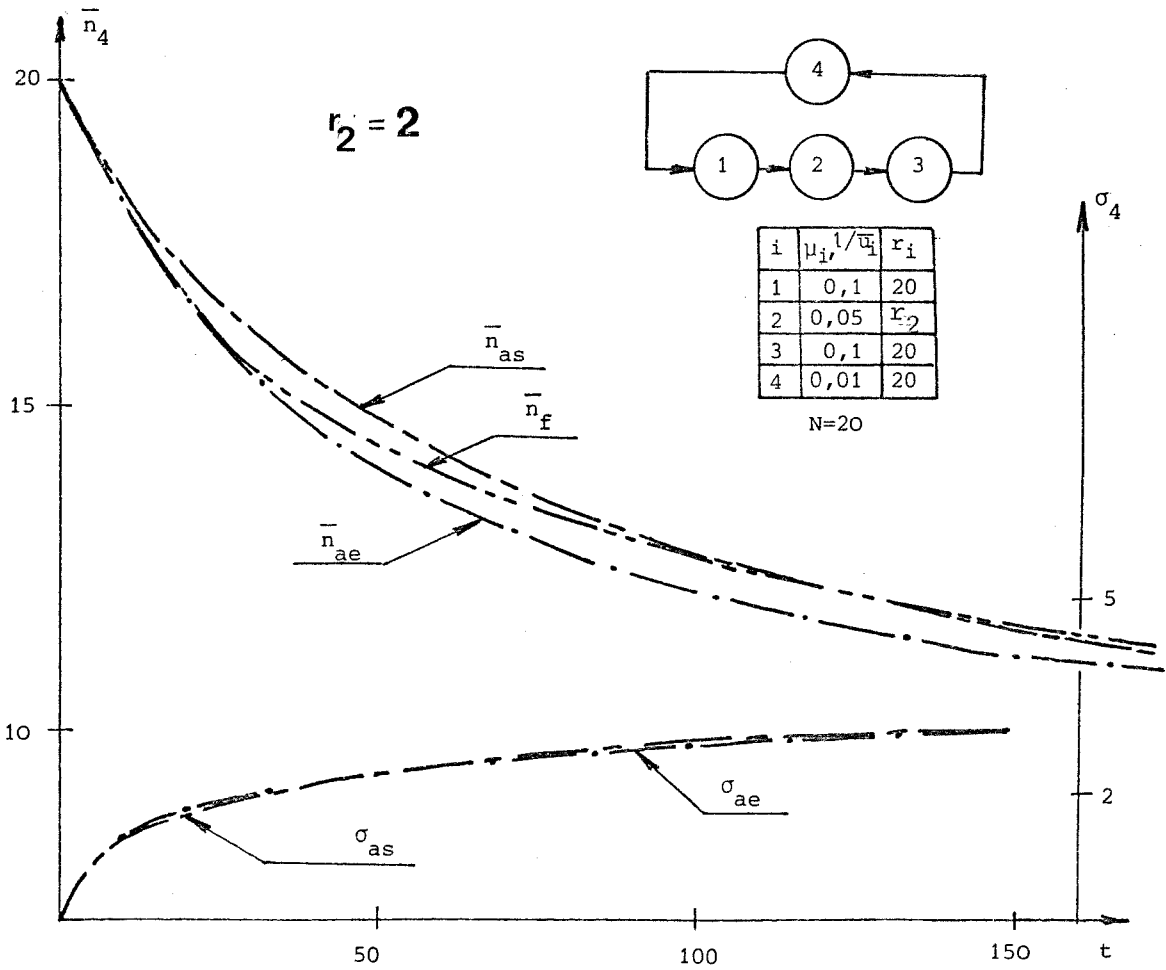 n̄₄
20
r₂ = 2
4
1 2 3
σ₄
i μᵢ,1/ūᵢ rᵢ
1 0,1 20
2 0,05 r₂
3 0,1 20
4 0,01 20
N=20
n̄as
15
n̄f
n̄ae
5
10
σae
2
σas
50 100 150 t